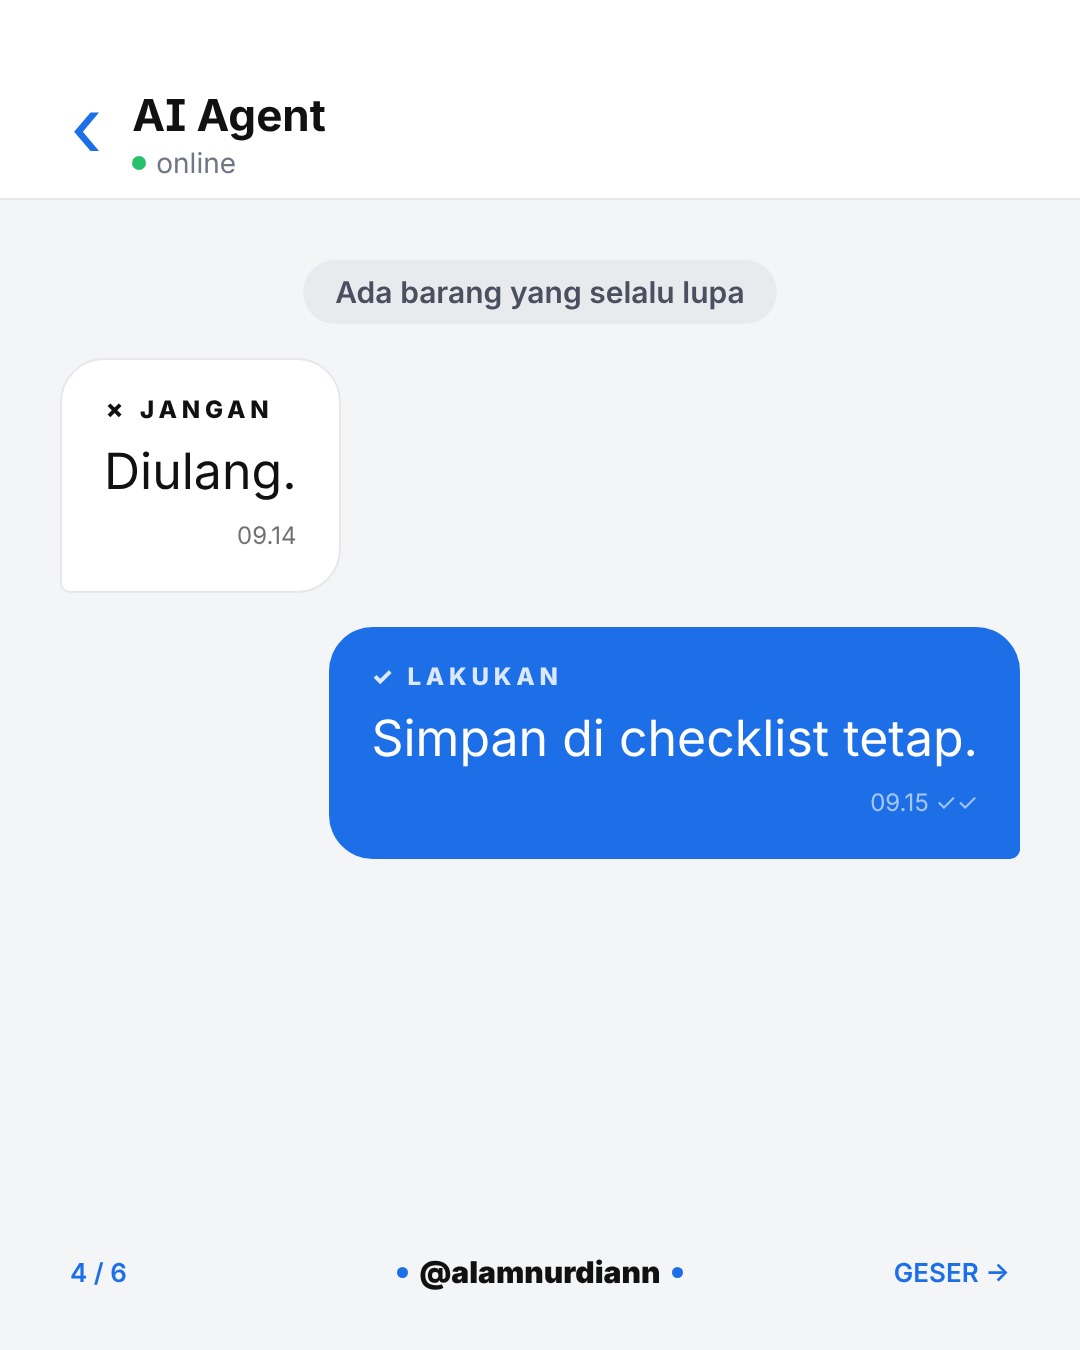 AI Agent
online
Ada barang yang selalu lupa
× JANGAN
Diulang.
09.14
✓ LAKUKAN
Simpan di checklist tetap.
09.15 ✓✓
4 / 6
• @alamnurdiann •
GESER →